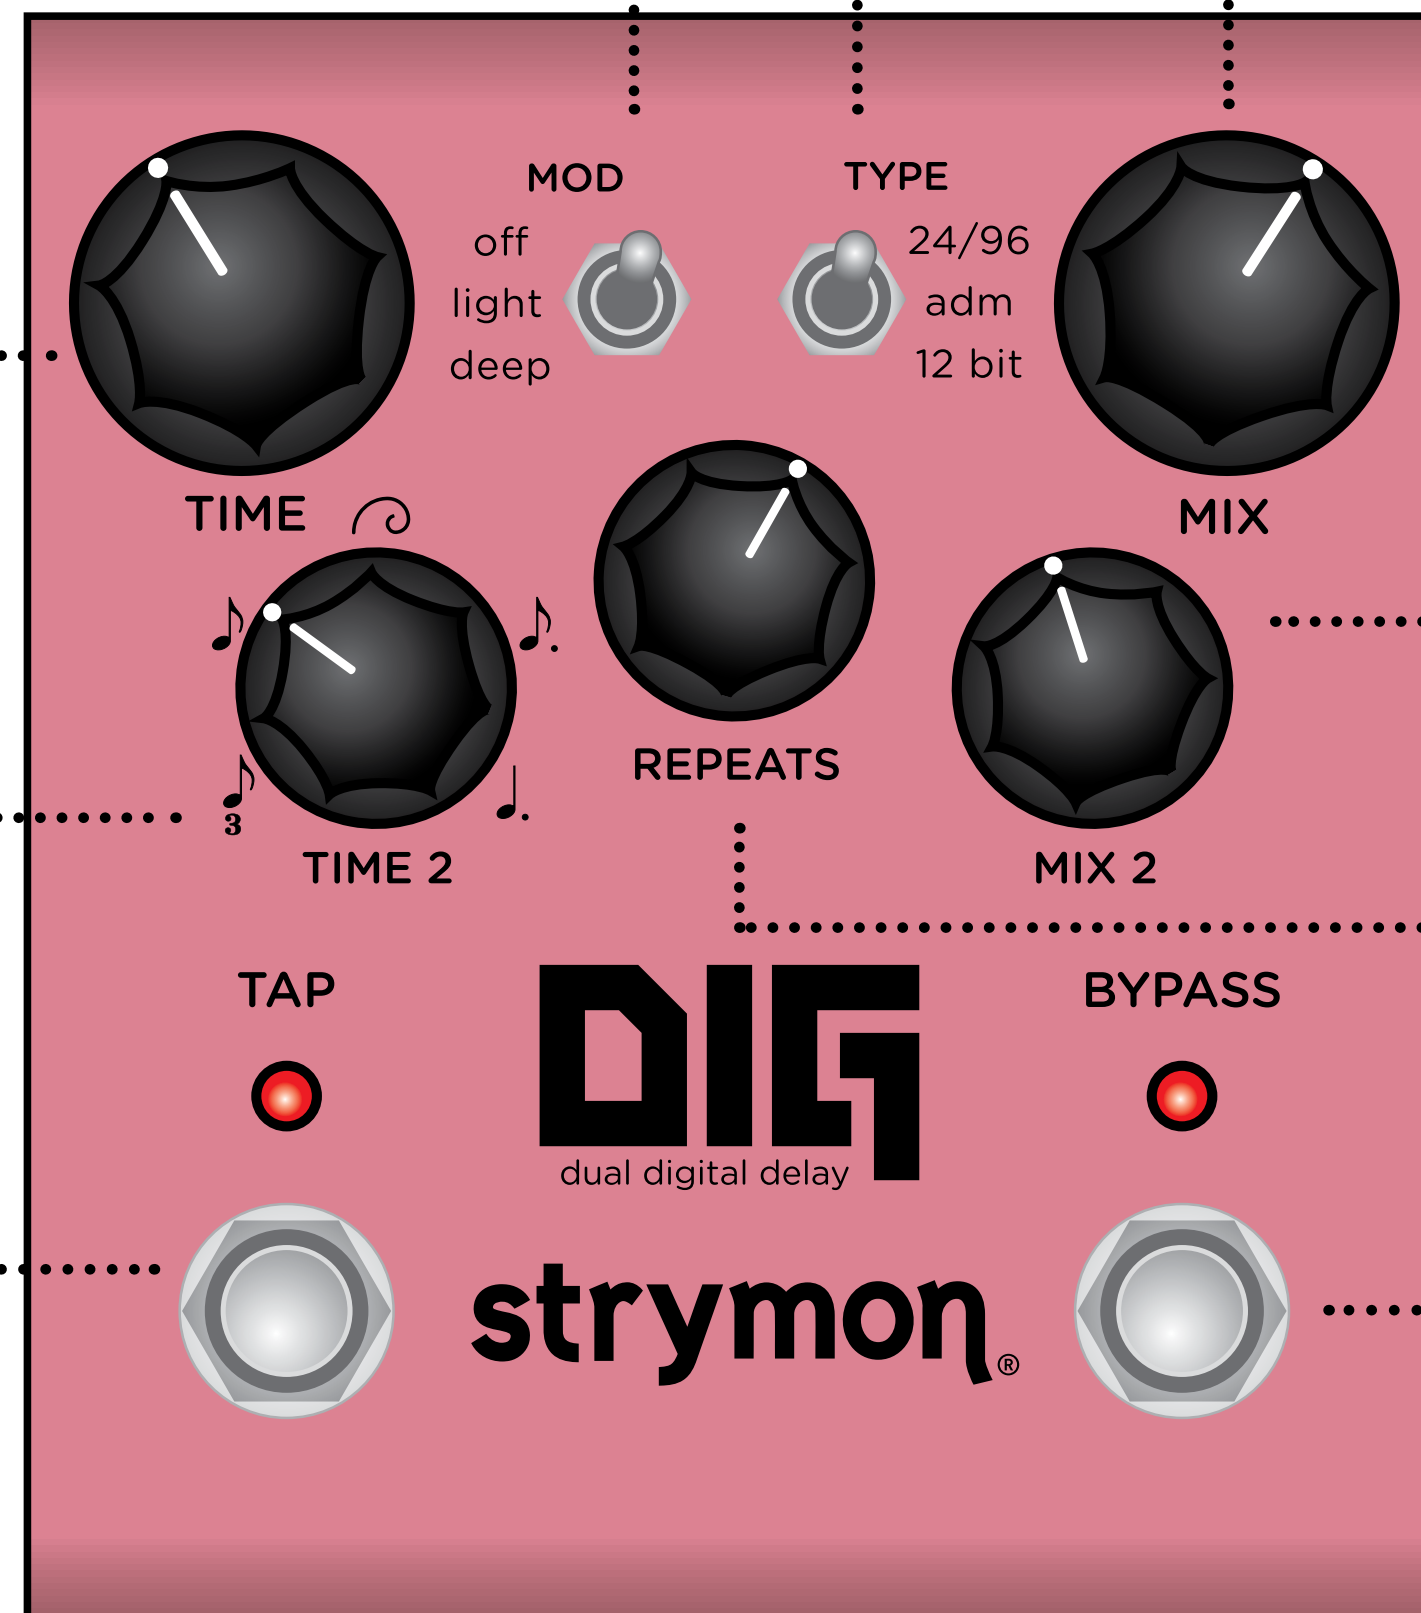 MOD
off
light
deep
TYPE
24/96
adm
12 bit
TIME
MIX
3
REPEATS
TIME 2
MIX 2
TAP
BYPASS
DIG
dual digital delay
strymon®